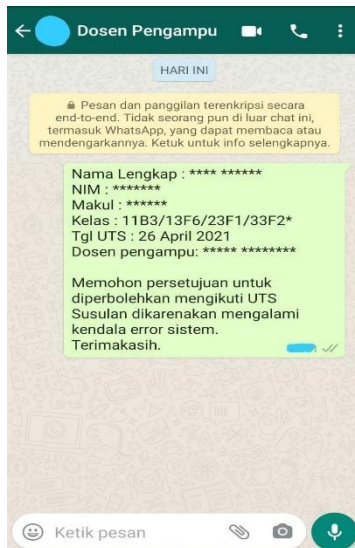 Dosen Pengampu
HARI INI
Pesan dan panggilan terenkripsi secara
end-to-end. Tidak seorang pun di luar chat ini,
termasuk WhatsApp, yang dapat membaca atau
mendengarkannya. Ketuk untuk info selengkapnya.
Nama Lengkap : **** ******
NIM : *******
Makul : ******
Kelas : 11B3/13F6/23F1/33F2*
Tgl UTS : 26 April 2021
Dosen pengampu: ***** ********
Memohon persetujuan untuk
diperbolehkan mengikuti UTS
Susulan dikarenakan mengalami
kendala error sistem.
Terimakasih.
Ketik pesan